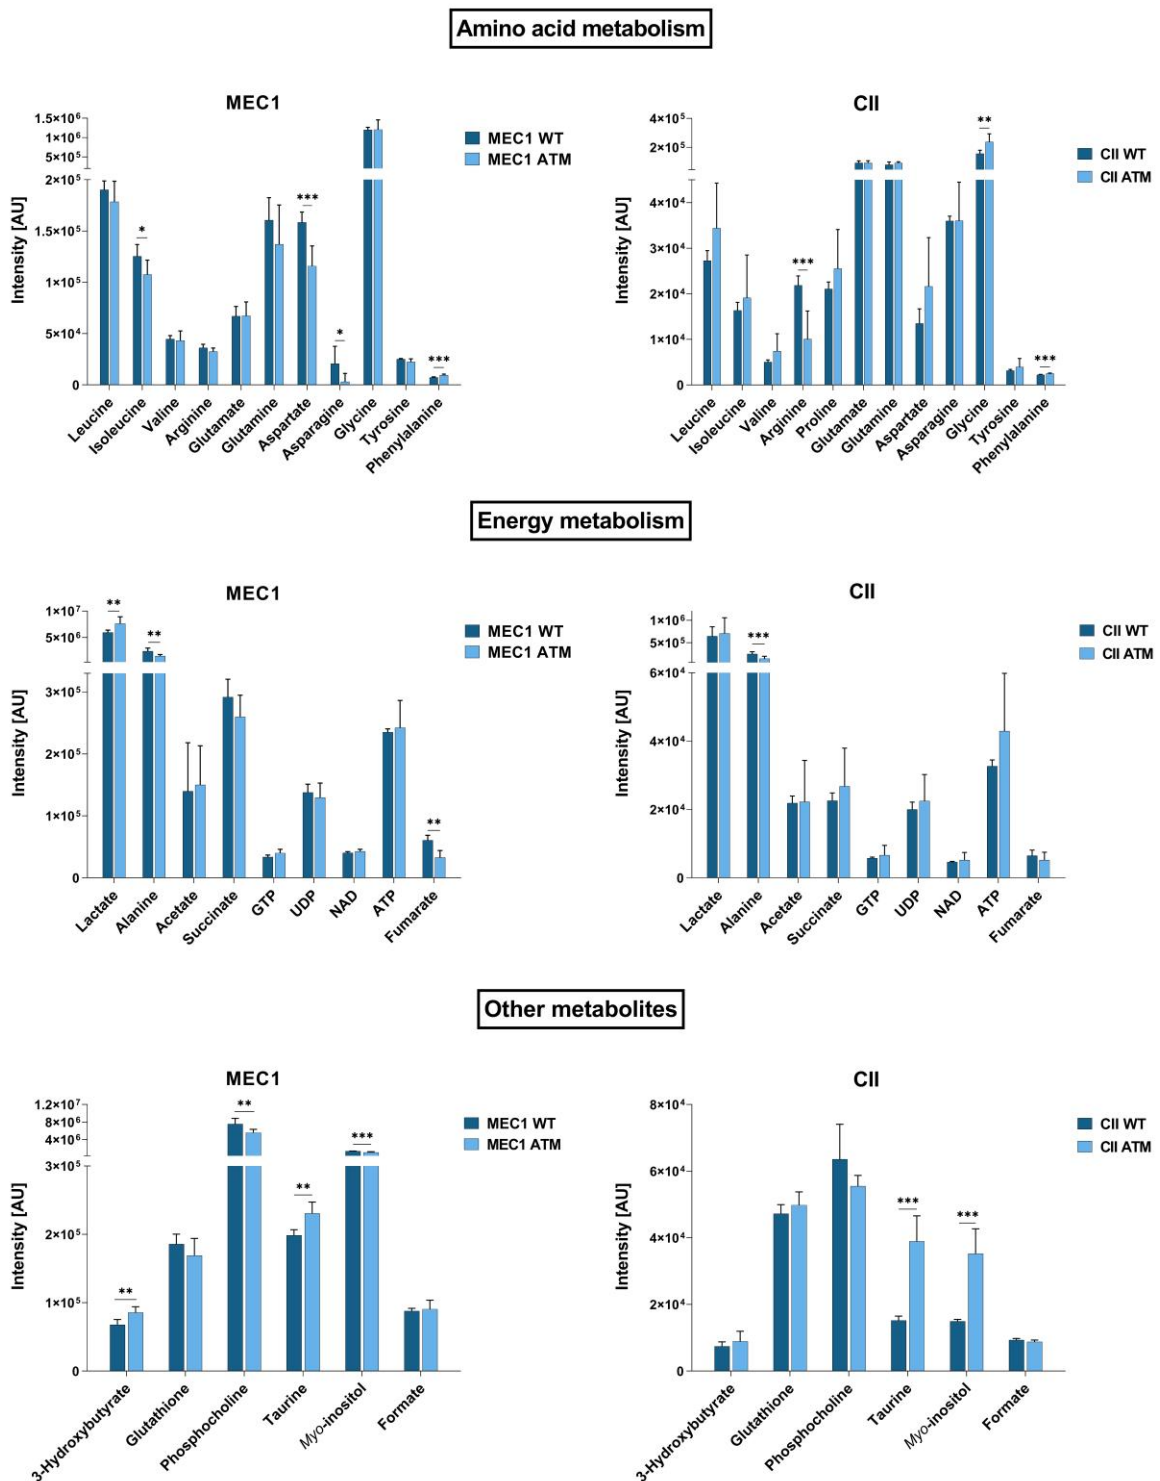 Amino acid metabolism
MEC1
1.5×10⁶
1×10⁶
5×10⁵
2×10⁵
1.5×10⁵
1×10⁵
5×10⁴
0
Intensity [AU]
*
***
*
***
MEC1 WT
MEC1 ATM
Leucine
Isoleucine
Valine
Arginine
Glutamate
Glutamine
Aspartate
Asparagine
Glycine
Tyrosine
Phenylalanine
CII
4×10⁵
2×10⁵
4×10⁴
2×10⁴
1×10⁴
0
Intensity [AU]
***
**
***
CII WT
CII ATM
Leucine
Isoleucine
Valine
Arginine
Proline
Glutamate
Glutamine
Aspartate
Asparagine
Glycine
Tyrosine
Phenylalanine
Energy metabolism
MEC1
1×10⁷
5×10⁶
3×10⁵
2×10⁵
1×10⁵
0
Intensity [AU]
**
**
**
MEC1 WT
MEC1 ATM
Lactate
Alanine
Acetate
Succinate
GTP
UDP
NAD
ATP
Fumarate
CII
1×10⁶
5×10⁵
6×10⁴
4×10⁴
2×10⁴
0
Intensity [AU]
***
CII WT
CII ATM
Lactate
Alanine
Acetate
Succinate
GTP
UDP
NAD
ATP
Fumarate
Other metabolites
MEC1
1.2×10⁷
8×10⁶
4×10⁶
3×10⁵
2×10⁵
1×10⁵
0
Intensity [AU]
**
**
**
***
MEC1 WT
MEC1 ATM
3-Hydroxybutyrate
Glutathione
Phosphocholine
Taurine
Myo-inositol
Formate
CII
8×10⁴
6×10⁴
4×10⁴
2×10⁴
0
Intensity [AU]
***
***
CII WT
CII ATM
3-Hydroxybutyrate
Glutathione
Phosphocholine
Taurine
Myo-inositol
Formate